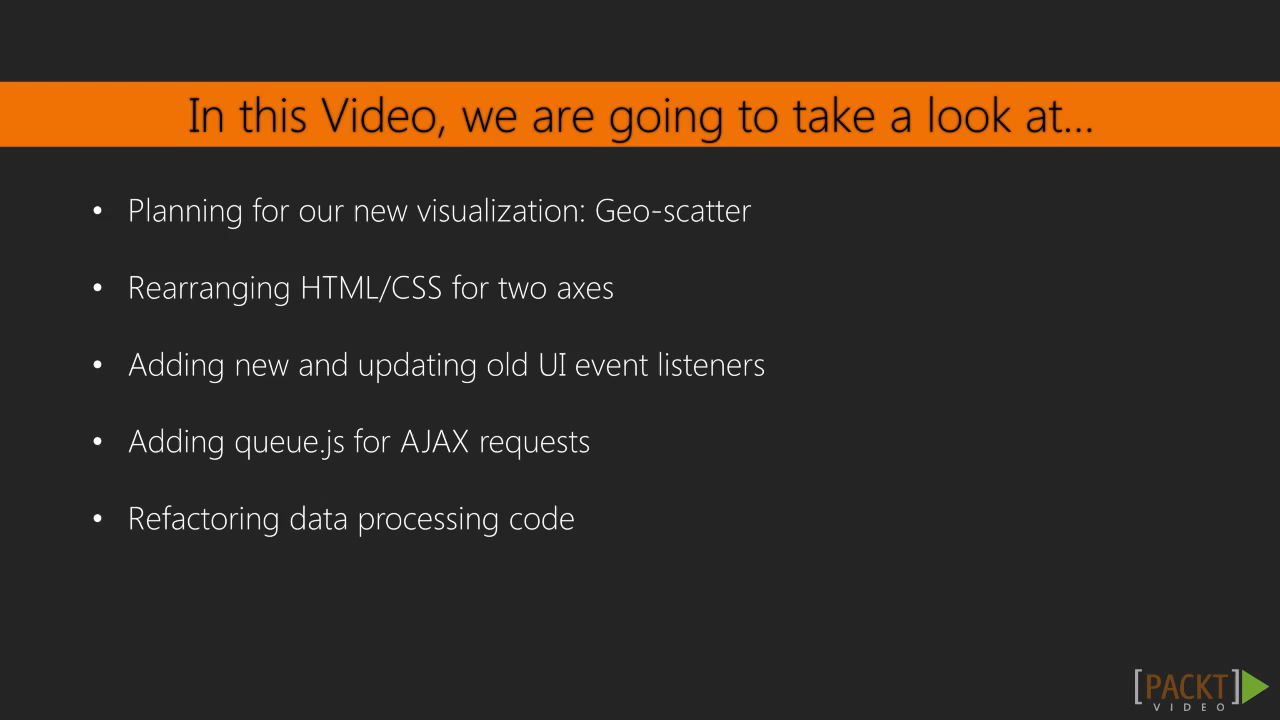 In this Video, we are going to take a look at...
• Planning for our new visualization: Geo-scatter
• Rearranging HTML/CSS for two axes
• Adding new and updating old UI event listeners
• Adding queue.js for AJAX requests
• Refactoring data processing code
[PACKT]
VIDEO